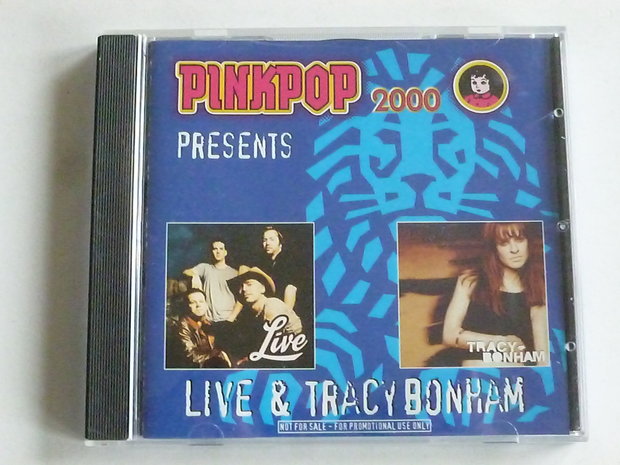 PINKPOP 2000
PRESENTS
Live
TRACY-
BONHAM
LIVE & TRACY BONHAM
NOT FOR SALE - FOR PROMOTIONAL USE ONLY